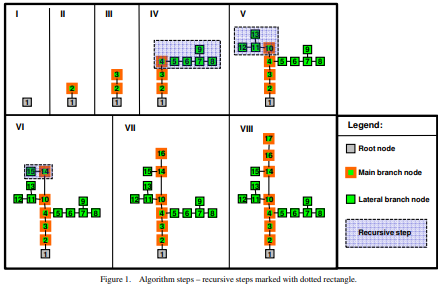 I II III IV V
13
9 12 11 10
3 4 5 6 7 8 4 5 6 7 8
2 2 3 3
2 2
1 1 1 1 1
VI VII VIII
Legend:
17
16 16
Root node
15 14 15 14 15 14
Main branch node
13 13 13
12 11 10 12 11 10 12 11 10
Lateral branch node
9 9 9
4 5 6 7 8 4 5 6 7 8 4 5 6 7 8
3 3 3
Recursive step
2 2 2
1 1 1
Figure 1. Algorithm steps – recursive steps marked with dotted rectangle.